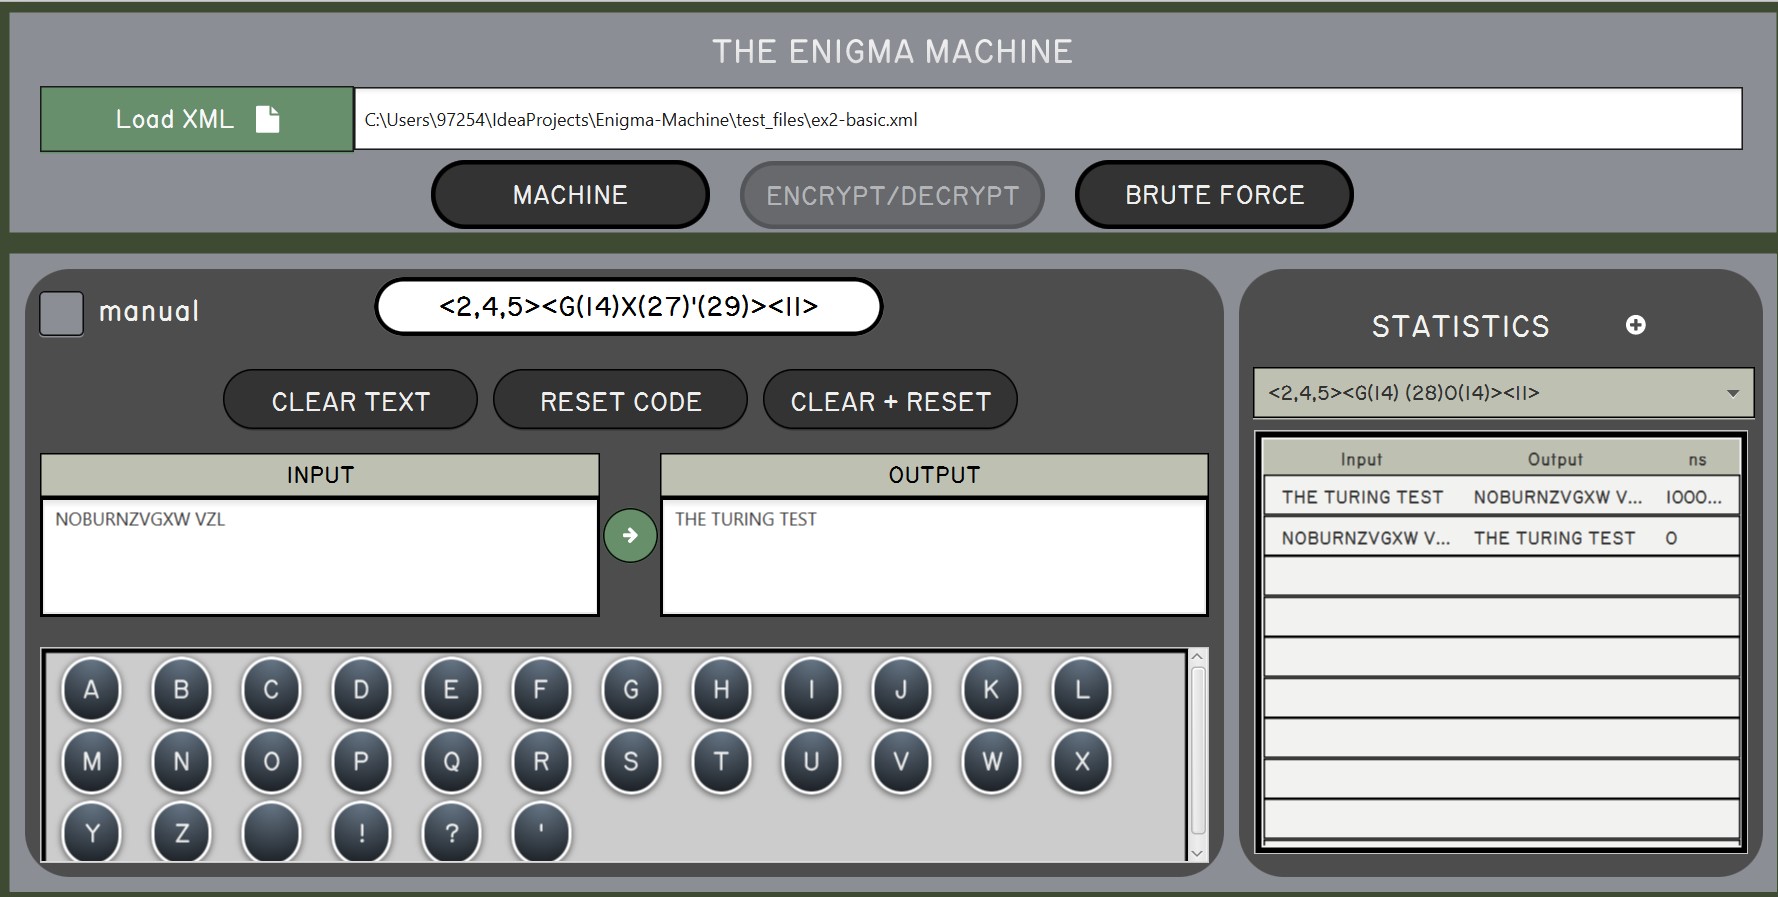 THE ENIGMA MACHINE
Load XML
C:\Users\97254\IdeaProjects\Enigma-Machine\test_files\ex2-basic.xml
MACHINE ENCRYPT/DECRYPT BRUTE FORCE
manual
<2,4,5><G(14)X(27)'(29)><II>
CLEAR TEXT RESET CODE CLEAR + RESET
INPUT OUTPUT
NOBURNZVGXW VZL THE TURING TEST
A B C D E F G H I J K L
M N O P Q R S T U V W X
Y Z ! ? '
STATISTICS
<2,4,5><G(14) (28)O(14)><II>
Input Output ns
THE TURING TEST NOBURNZVGXW V... 1000...
NOBURNZVGXW V... THE TURING TEST 0